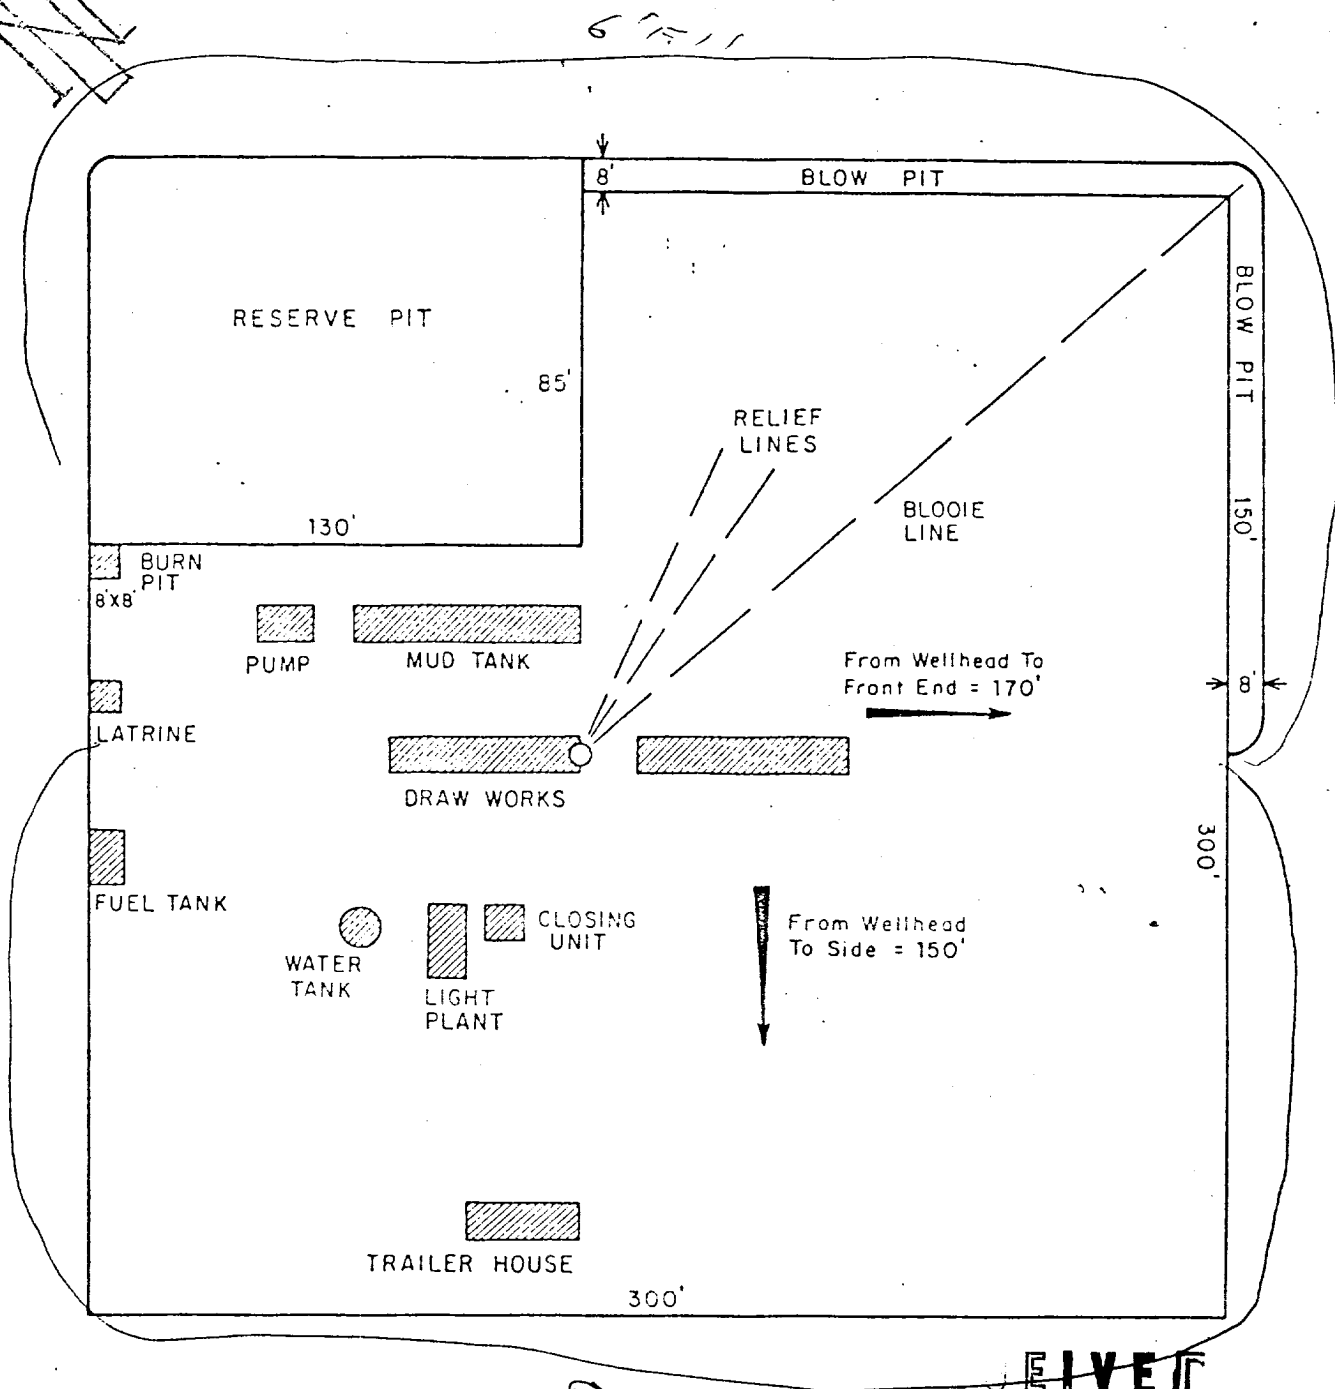 8'
BLOW PIT
RESERVE PIT
85'
130'
BLOW PIT
150'
RELIEF
LINES
BLOOIE
LINE
BURN
PIT
8'X8'
PUMP
MUD TANK
From Wellhead To
Front End = 170'
8'
LATRINE
DRAW WORKS
300'
FUEL TANK
CLOSING
UNIT
From Wellhead
To Side = 150'
WATER
TANK
LIGHT
PLANT
TRAILER HOUSE
300'
EIVE